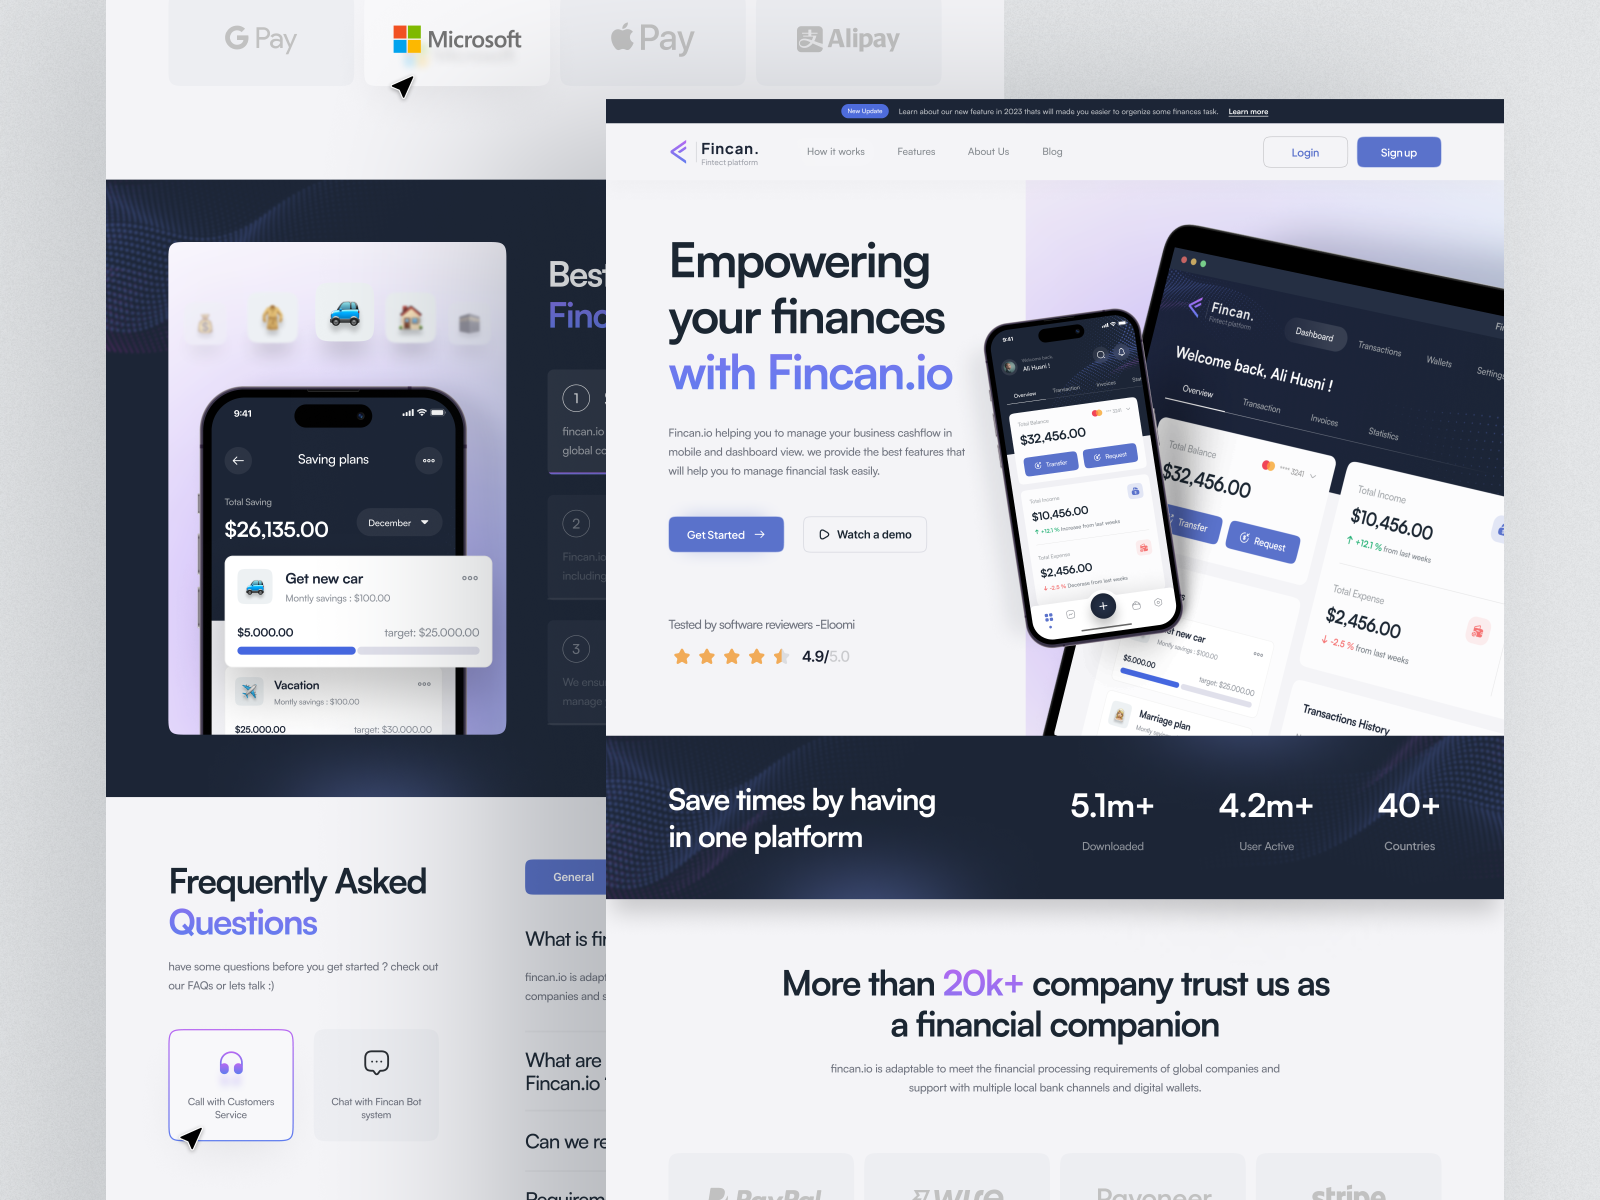 G Pay
Microsoft
Pay
Alipay
New Update
Learn about our new feature in 2023 thats will made you easier to orgenize some finances task.
Learn more
Fincan.
Fintect platform
How it works
Features
About Us
Blog
Login
Sign up
Empowering
your finances
with Fincan.io
Fincan.io helping you to manage your business cashflow in
mobile and dashboard view. we provide the best features that
will help you to manage financial task easily.
Get Started
Watch a demo
Tested by software reviewers -Eloomi
4.9/5.0
9:41
Welcome back,
Ali Husni !
Overview
Transaction
Invoices
Total Balance
$32,456.00
3241
Transfer
Request
Total Income
$10,456.00
+12.1 % Increase from last weeks
Total Expense
$2,456.00
-2.5 % Decrease from last weeks
Fincan.
Fintect platform
Dashboard
Transactions
Wallets
Settings
Welcome back, Ali Husni !
Overview
Transaction
Invoices
Statistics
Total Balance
**** 3241
$32,456.00
Transfer
Request
Total Income
$10,456.00
+12.1 % from last weeks
Total Expense
$2,456.00
-2.5 % from last weeks
new car
Montly savings : $100.00
$5.000.00
target: $25.000.00
Marriage plan
Transactions History
Save times by having
in one platform
5.1m+
Downloaded
4.2m+
User Active
40+
Countries
More than 20k+ company trust us as
a financial companion
fincan.io is adaptable to meet the financial processing requirements of global companies and
support with multiple local bank channels and digital wallets.
PayPal
wise
Payoneer
stripe
9:41
Saving plans
Total Saving
$26,135.00
December
Get new car
Montly savings : $100.00
$5.000.00
target: $25.000.00
Vacation
Montly savings : $100.00
$25.000.00
target: $30.000.00
Best
Finc
1
fincan.io
global co
2
Fincan.io
including
3
We ensu
manage
Frequently Asked
Questions
have some questions before you get started ? check out
our FAQs or lets talk :)
Call with Customers
Service
Chat with Fincan Bot
system
General
What is fin
fincan.io is adapt
companies and s
What are
Fincan.io
Can we re
Requirem